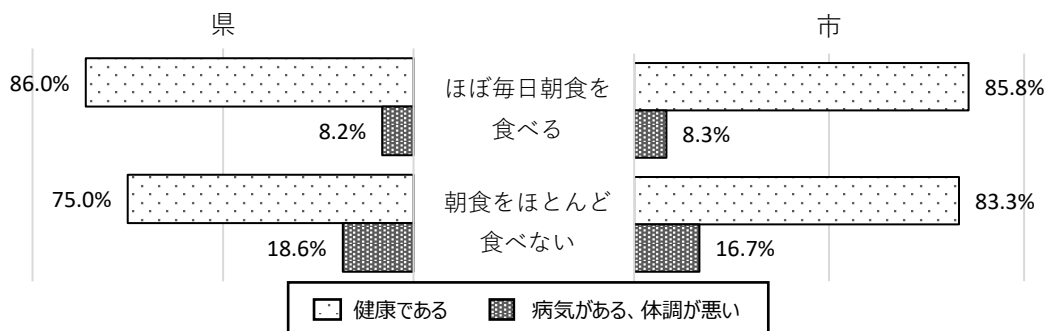 県
市
86.0%
ほぼ毎日朝食を
食べる
85.8%
8.2%
8.3%
75.0%
朝食をほとんど
食べない
83.3%
18.6%
16.7%
健康である
病気がある、体調が悪い